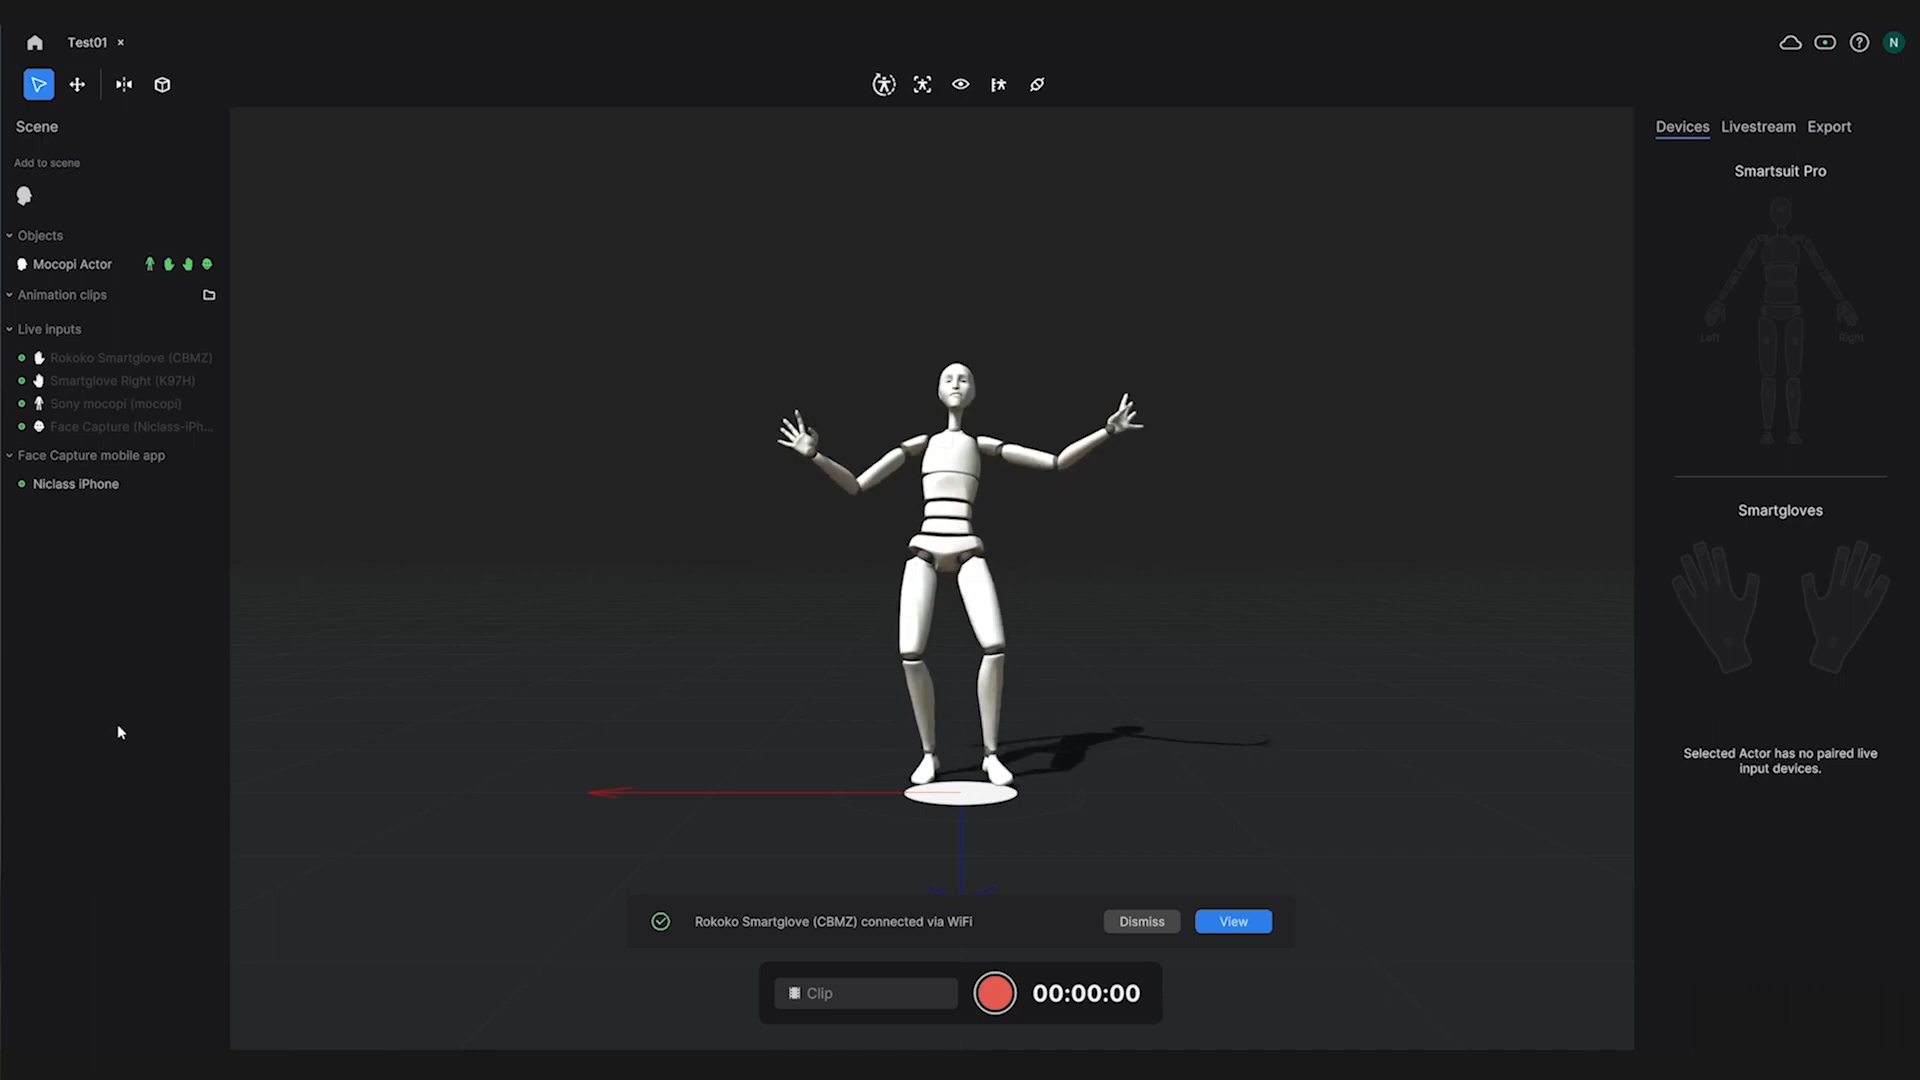 Test01 ×
N
Scene
Add to scene
Objects
Mocopi Actor
Animation clips
Live inputs
Rokoko Smartglove (CBMZ)
Smartglove Right (K97H)
Sony mocopi (mocopi)
Face Capture (Niclass-iPh...
Face Capture mobile app
Niclass iPhone
Devices Livestream Export
Smartsuit Pro
Left Right
Smartgloves
Selected Actor has no paired live
input devices.
Rokoko Smartglove (CBMZ) connected via WiFi
Dismiss View
Clip 00:00:00